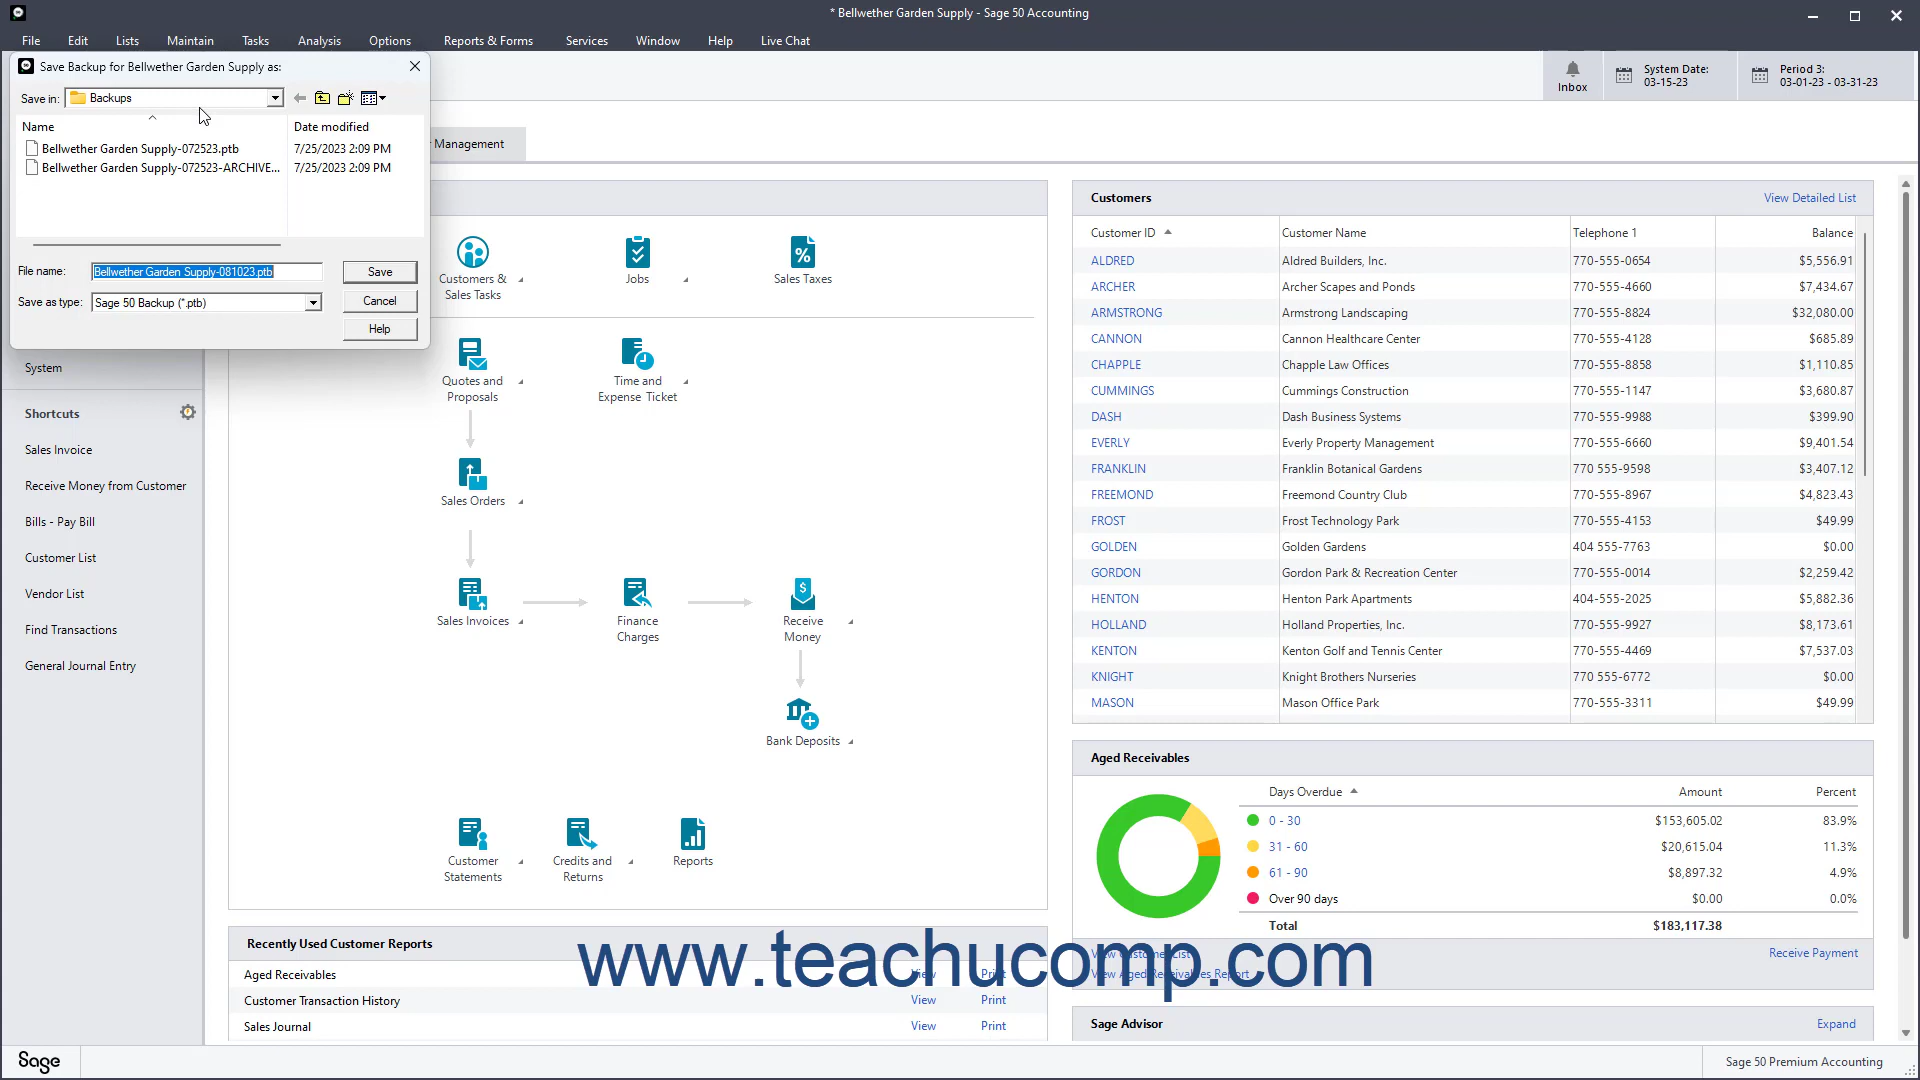 * Bellwether Garden Supply - Sage 50 Accounting
File Edit Lists Maintain Tasks Analysis Options Reports & Forms Services Window Help Live Chat
Save Backup for Bellwether Garden Supply as:
Save in: Backups
Name Date modified
Bellwether Garden Supply-072523.ptb 7/25/2023 2:09 PM
Bellwether Garden Supply-072523-ARCHIVE... 7/25/2023 2:09 PM
File name: Bellwether Garden Supply-081023.ptb Save
Save as type: Sage 50 Backup (*.ptb) Cancel
Help
Inbox
System Date:
03-15-23
Period 3:
03-01-23 - 03-31-23
Management
System
Shortcuts
Sales Invoice
Receive Money from Customer
Bills - Pay Bill
Customer List
Vendor List
Find Transactions
General Journal Entry
Customers &
Sales Tasks
Jobs
Sales Taxes
Quotes and
Proposals
Time and
Expense Ticket
Sales Orders
Sales Invoices
Finance
Charges
Receive
Money
Bank Deposits
Customer
Statements
Credits and
Returns
Reports
Recently Used Customer Reports
Aged Receivables View Print
Customer Transaction History View Print
Sales Journal View Print
Customers View Detailed List
Customer ID Customer Name Telephone 1 Balance
ALDRED Aldred Builders, Inc. 770-555-0654 $5,556.91
ARCHER Archer Scapes and Ponds 770-555-4660 $7,434.67
ARMSTRONG Armstrong Landscaping 770-555-8824 $32,080.00
CANNON Cannon Healthcare Center 770-555-4128 $685.89
CHAPPLE Chapple Law Offices 770-555-8858 $1,110.85
CUMMINGS Cummings Construction 770-555-1147 $3,680.87
DASH Dash Business Systems 770-555-9988 $399.90
EVERLY Everly Property Management 770-555-6660 $9,401.54
FRANKLIN Franklin Botanical Gardens 770 555-9598 $3,407.12
FREEMOND Freemond Country Club 770-555-8967 $4,823.43
FROST Frost Technology Park 770-555-4153 $49.99
GOLDEN Golden Gardens 404 555-7763 $0.00
GORDON Gordon Park & Recreation Center 770-555-0014 $2,259.42
HENTON Henton Park Apartments 404-555-2025 $5,882.36
HOLLAND Holland Properties, Inc. 770-555-9927 $8,173.61
KENTON Kenton Golf and Tennis Center 770-555-4469 $7,537.03
KNIGHT Knight Brothers Nurseries 770 555-6772 $0.00
MASON Mason Office Park 770-555-3311 $49.99
Aged Receivables
Days Overdue Amount Percent
0 - 30 $153,605.02 83.9%
31 - 60 $20,615.04 11.3%
61 - 90 $8,897.32 4.9%
Over 90 days $0.00 0.0%
Total $183,117.38
View Customer List Receive Payment
View Aged Receivables Report
Sage Advisor Expand
www.teachucomp.com
Sage
Sage 50 Premium Accounting